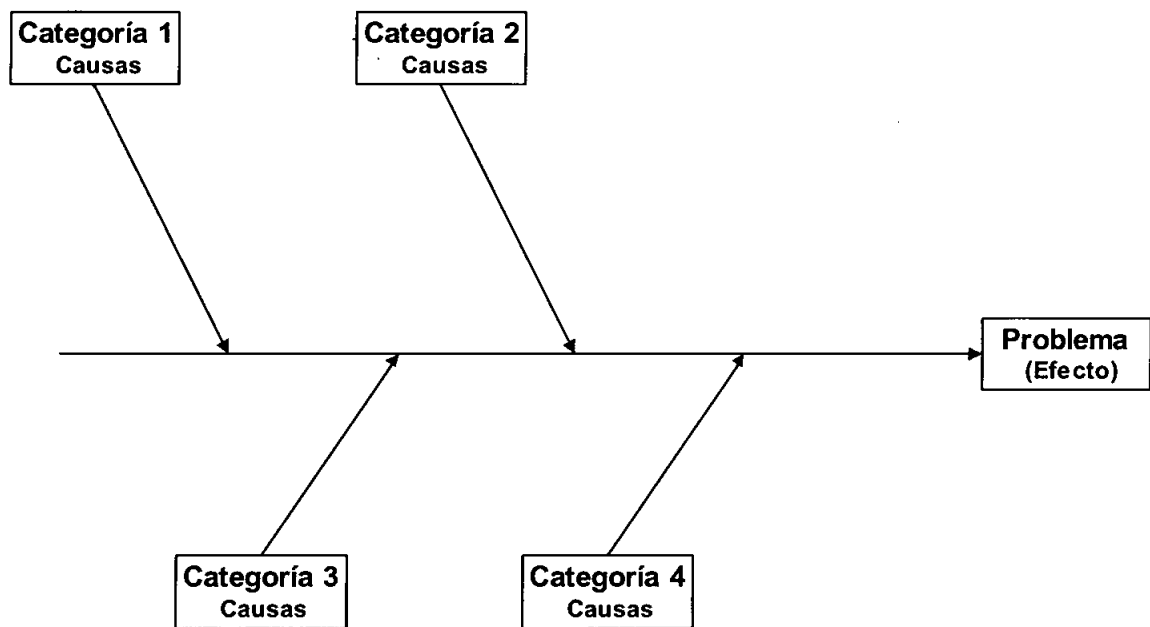 Categoría 1
Causas
Categoría 2
Causas
Problema
(Efecto)
Categoría 3
Causas
Categoría 4
Causas